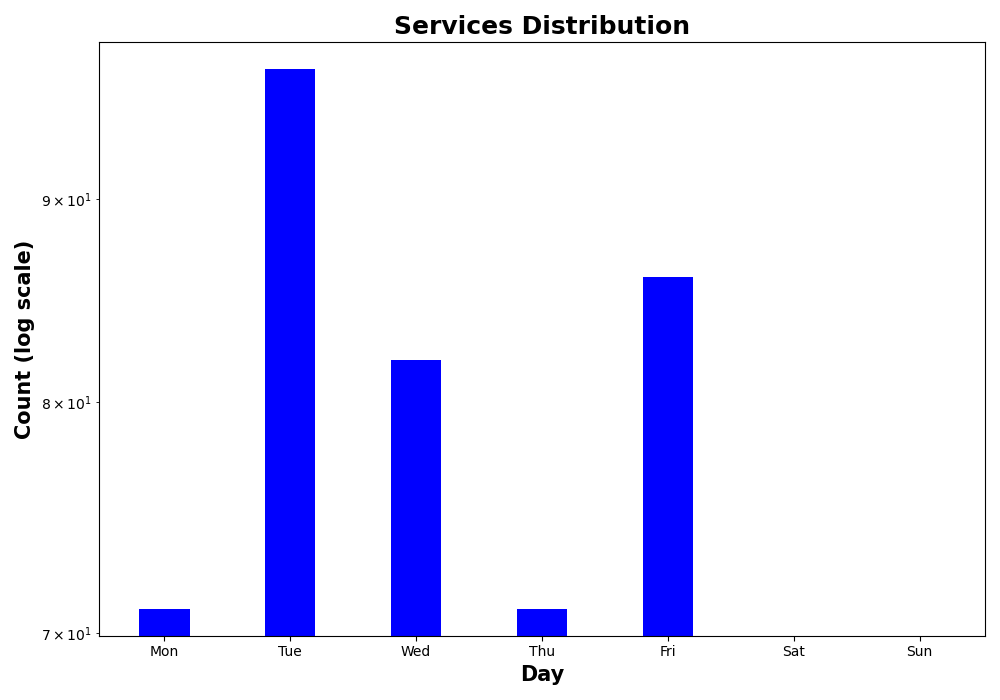 Services Distribution
9 × 10¹
8 × 10¹
7 × 10¹
Count (log scale)
Mon Tue Wed Thu Fri Sat Sun
Day